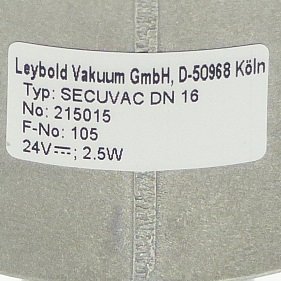 Leybold Vakuum GmbH, D-50968 Köln
Typ: SECUVAC DN 16
No: 215015
F-No: 105
24V⎓; 2.5W